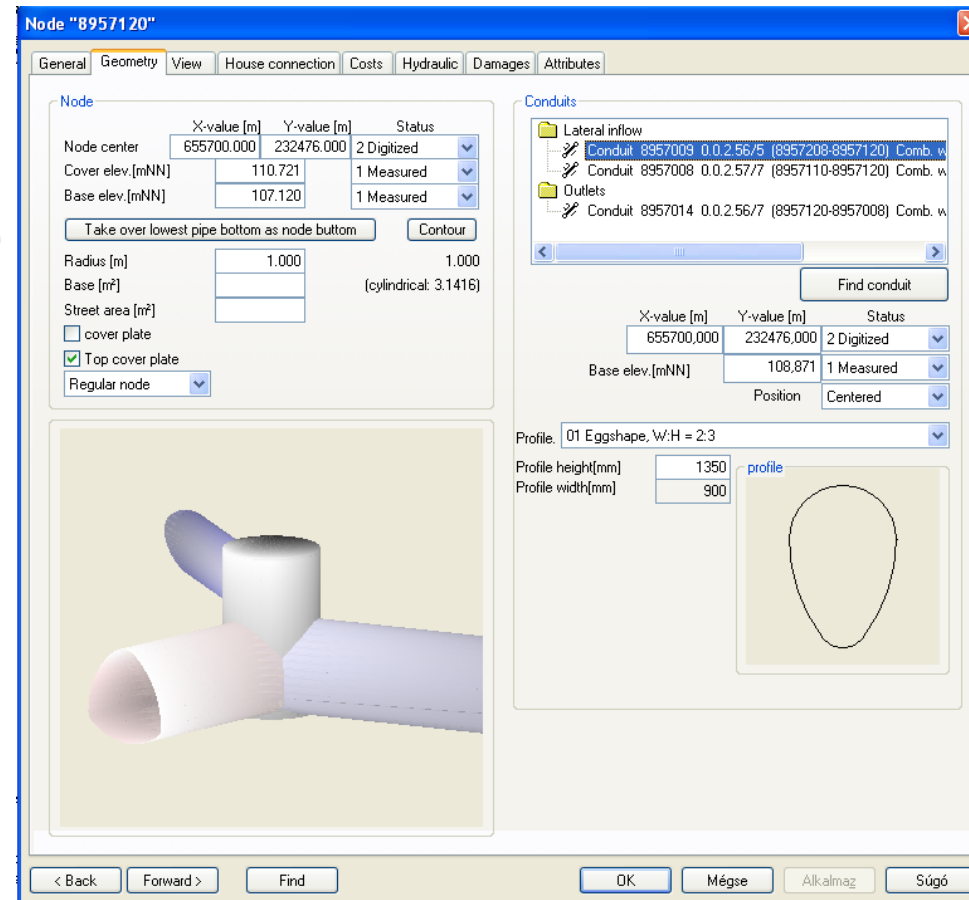 Node "8957120"
General Geometry View House connection Costs Hydraulic Damages Attributes
Node
X-value [m] Y-value [m] Status
Node center 655700.000 232476.000 2 Digitized
Cover elev.[mNN] 110.721 1 Measured
Base elev.[mNN] 107.120 1 Measured
Take over lowest pipe bottom as node buttom Contour
Radius [m] 1.000 1.000
Base [m²] (cylindrical: 3.1416)
Street area [m²]
cover plate
Top cover plate
Regular node
Conduits
Lateral inflow
Conduit 8957009 0.0.2.56/5 (8957208-8957120) Comb. w
Conduit 8957008 0.0.2.57/7 (8957110-8957120) Comb. w
Outlets
Conduit 8957014 0.0.2.56/7 (8957120-8957008) Comb. w
Find conduit
X-value [m] Y-value [m] Status
655700,000 232476,000 2 Digitized
Base elev.[mNN] 108,871 1 Measured
Position Centered
Profile. 01 Eggshape, W:H = 2:3
Profile height[mm] 1350
Profile width[mm] 900
profile
< Back Forward > Find OK Mégse Alkalmaz Súgó